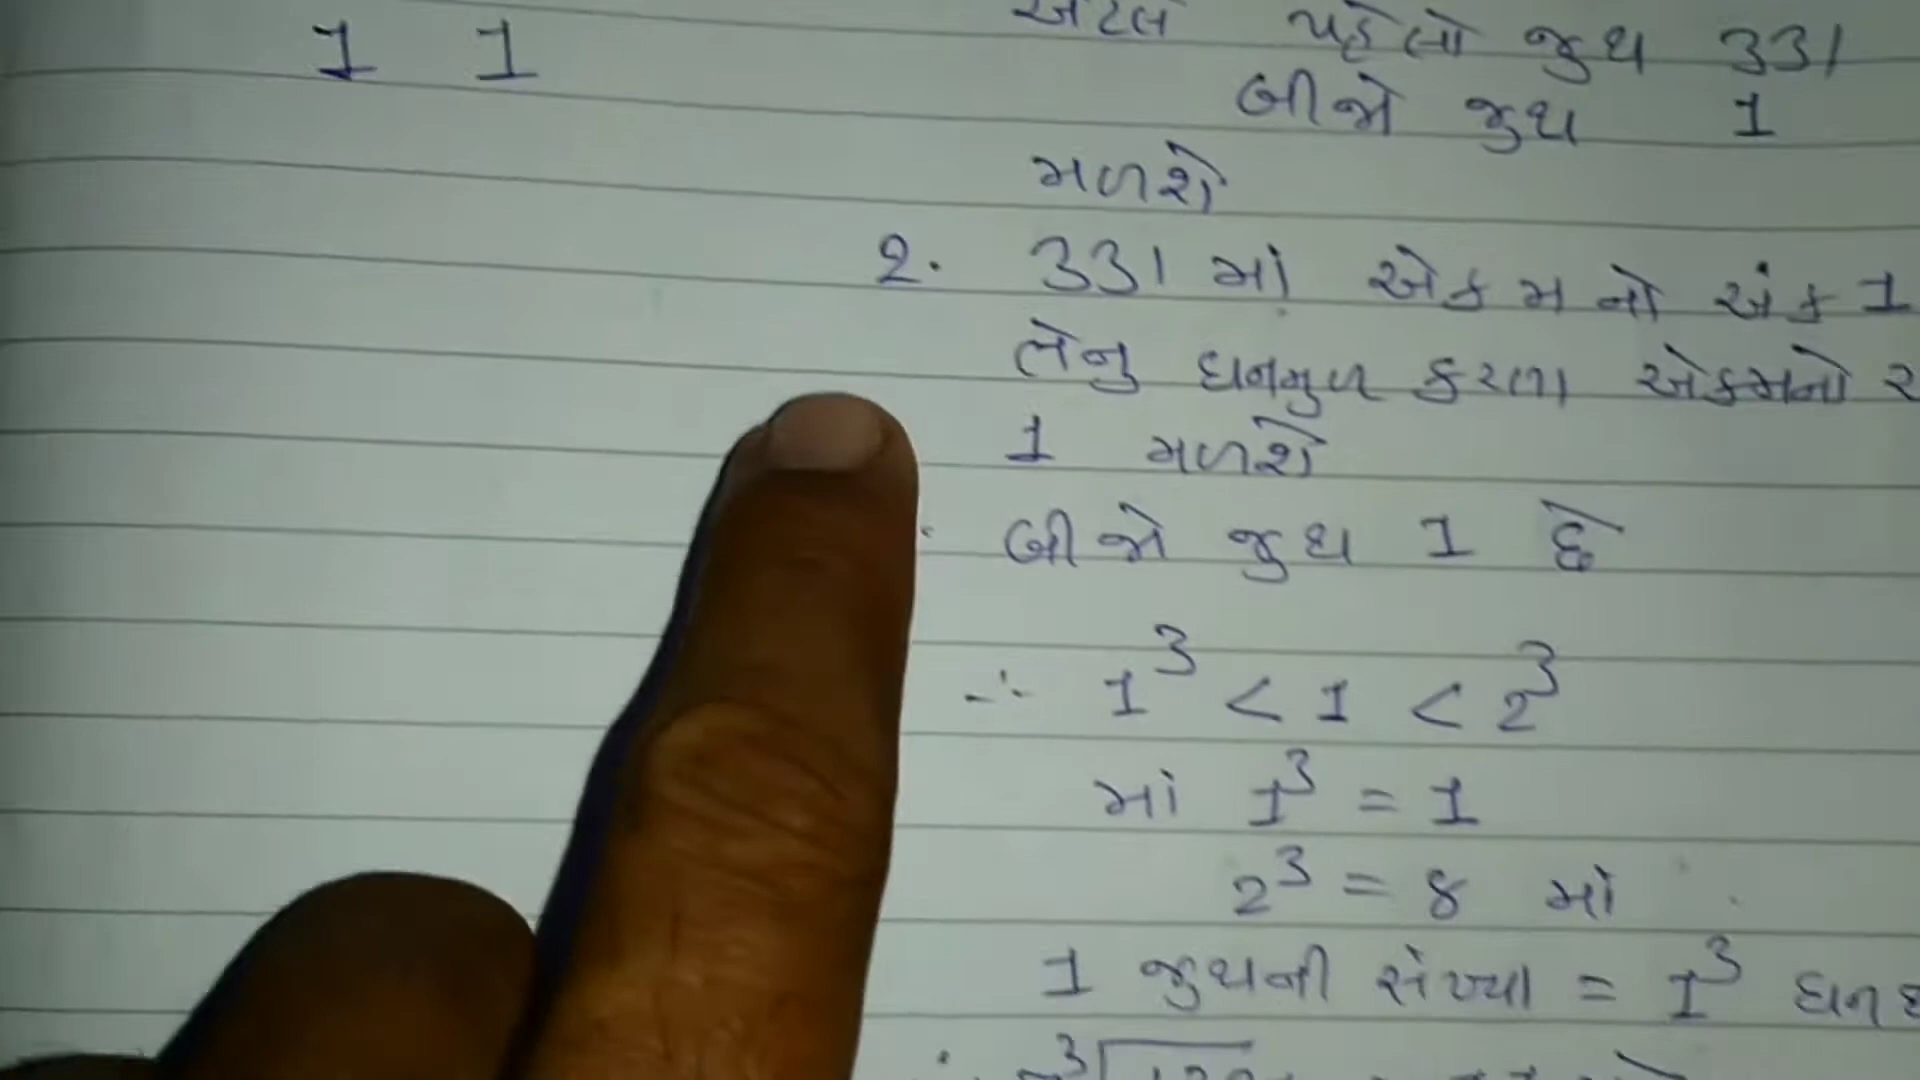 1 1
એટલે પહેલો જુથ 331
બીજો જુથ 1
મળશે
2. 331 માં એકમ નો અંક 1
તેનુ ઘનમુળ કરતા એકમનો
1 મળશે
બીજો જુથ 1 છે
∴ 1³ < 1 < 2³
માં 1³ = 1
2³ = 8 માં
1 જુથની સંખ્યા = 1³ ઘન